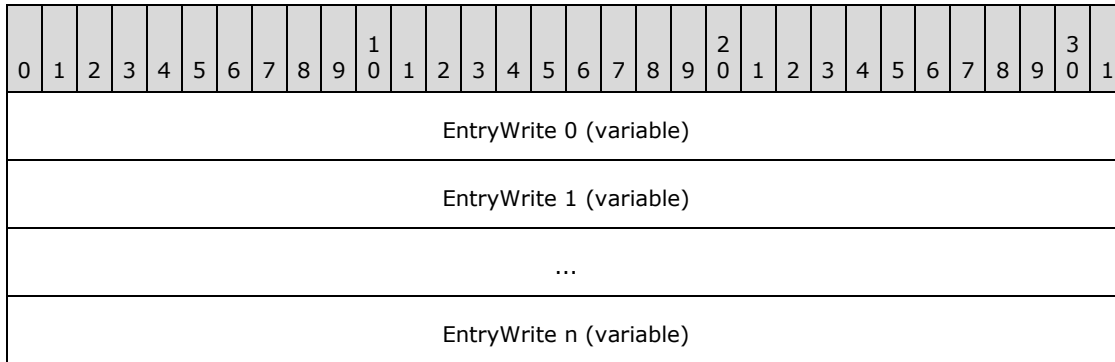 1 2 3
0 1 2 3 4 5 6 7 8 9 0 1 2 3 4 5 6 7 8 9 0 1 2 3 4 5 6 7 8 9 0 1
EntryWrite 0 (variable)
EntryWrite 1 (variable)
...
EntryWrite n (variable)